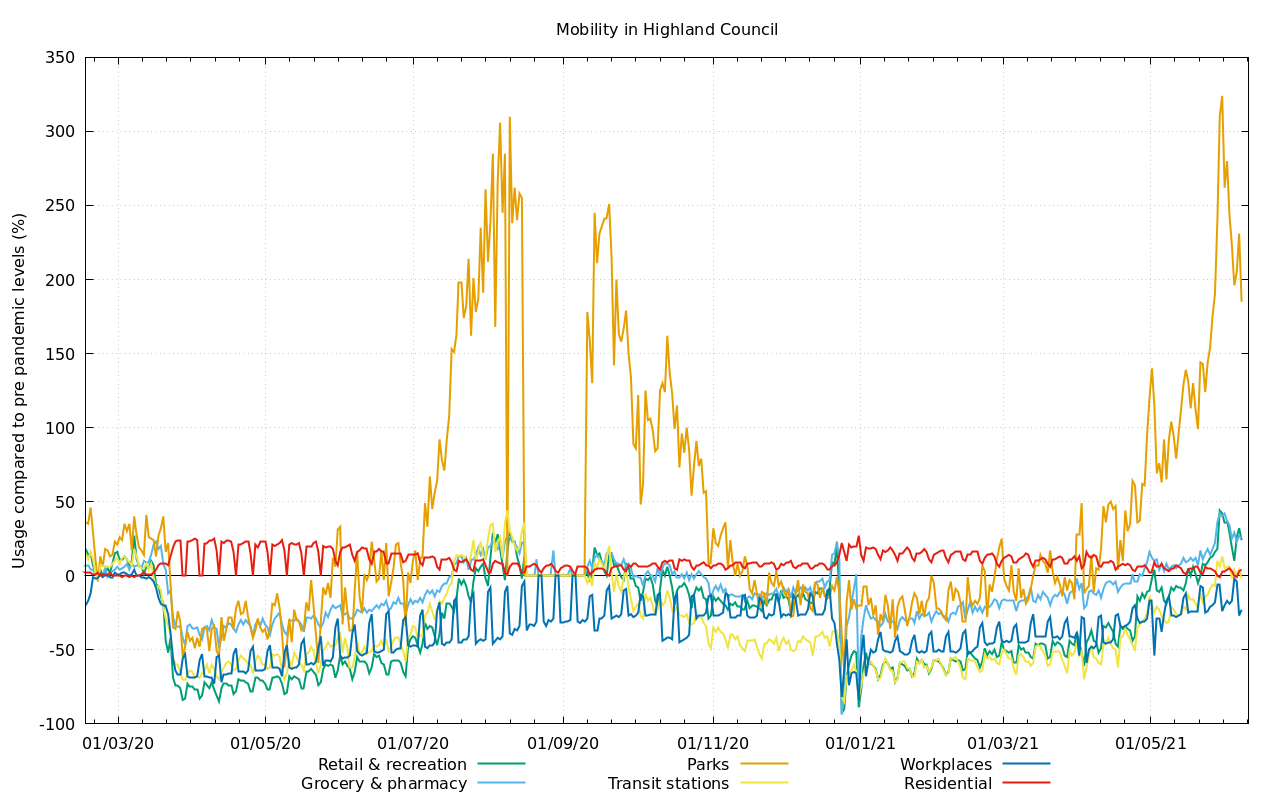 Mobility in Highland Council
Usage compared to pre pandemic levels (%)
350
300
250
200
150
100
50
0
-50
-100
01/03/20 01/05/20 01/07/20 01/09/20 01/11/20 01/01/21 01/03/21 01/05/21
Retail & recreation Parks Workplaces
Grocery & pharmacy Transit stations Residential